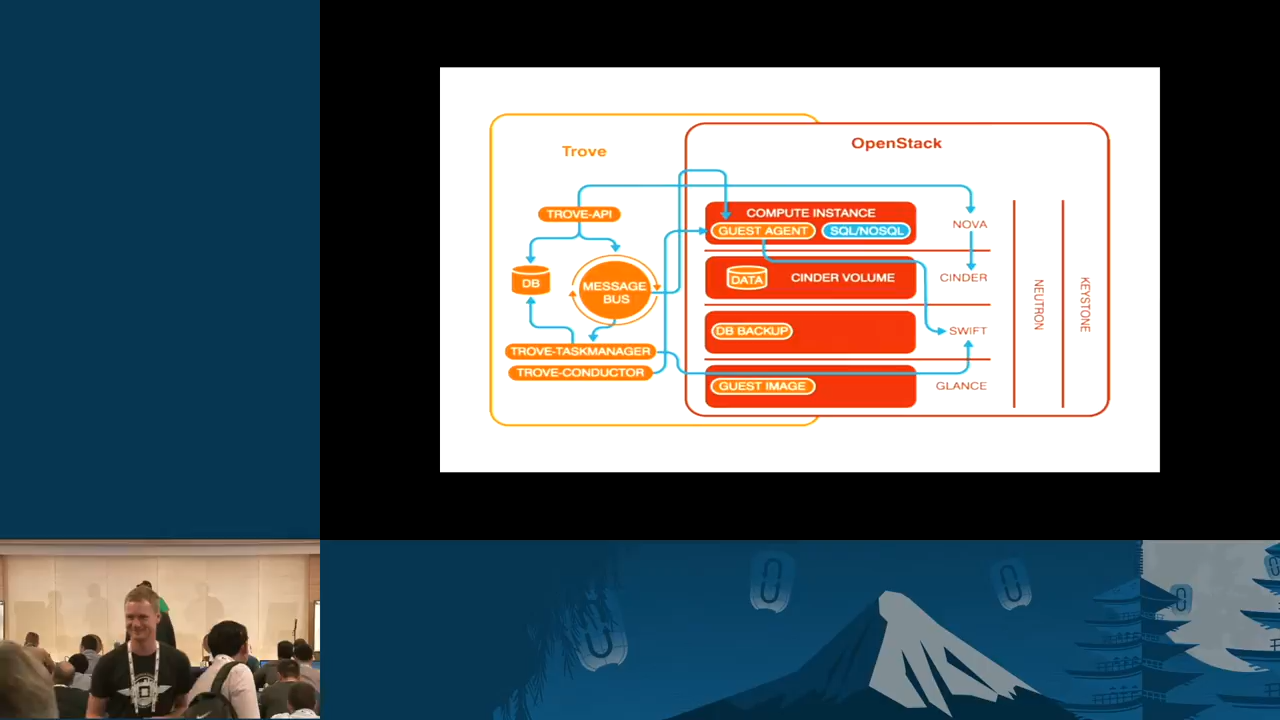 Trove
OpenStack
TROVE-API
DB
MESSAGE
BUS
TROVE-TASKMANAGER
TROVE-CONDUCTOR
COMPUTE INSTANCE
GUEST AGENT
SQL/NOSQL
NOVA
DATA
CINDER VOLUME
CINDER
DB BACKUP
SWIFT
GUEST IMAGE
GLANCE
NEUTRON
KEYSTONE